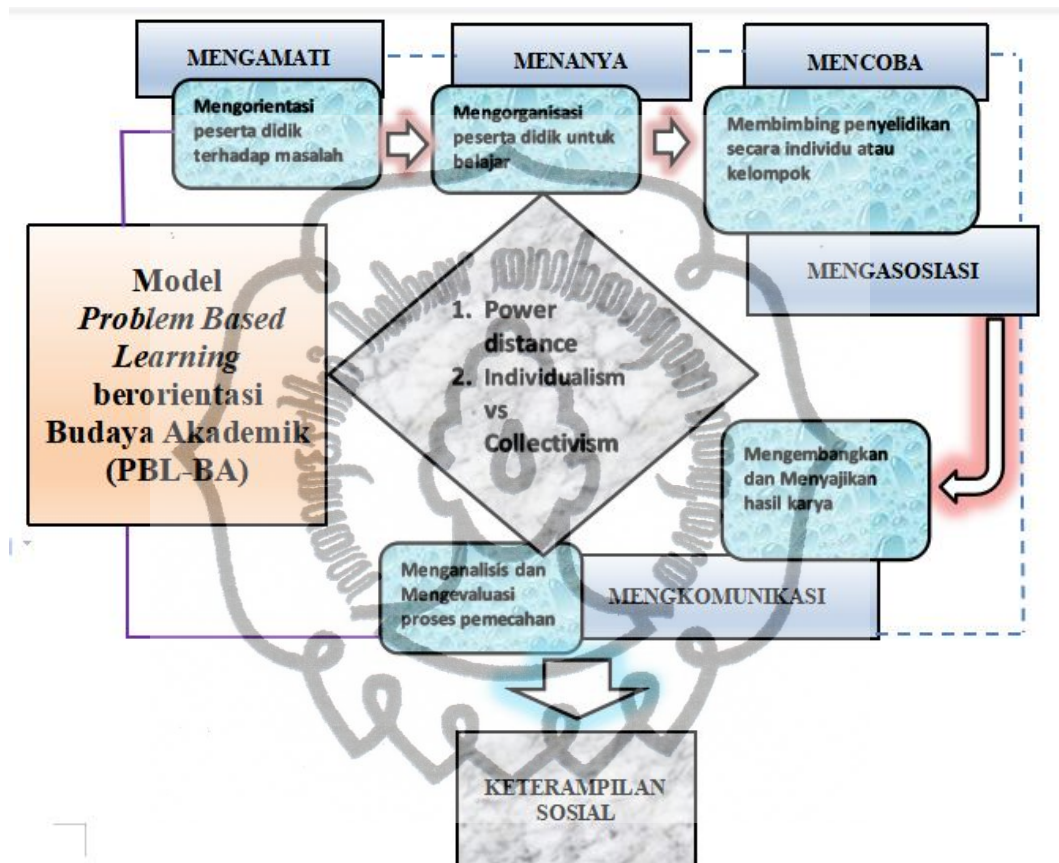 MENGAMATI
MENANYA
MENCOBA
Mengorientasi
peserta didik
terhadap masalah
Mengorganisasi
peserta didik untuk
belajar
Membimbing penyelidikan
secara individu atau
kelompok
MENGASOSIASI
Model
Problem Based
Learning
berorientasi
Budaya Akademik
(PBL-BA)
1. Power
distance
2. Individualism
vs
Collectivism
Mengembangkan
dan Menyajikan
hasil karya
Menganalisis dan
Mengevaluasi
proses pemecahan
MENGKOMUNIKASI
KETERAMPILAN
SOSIAL